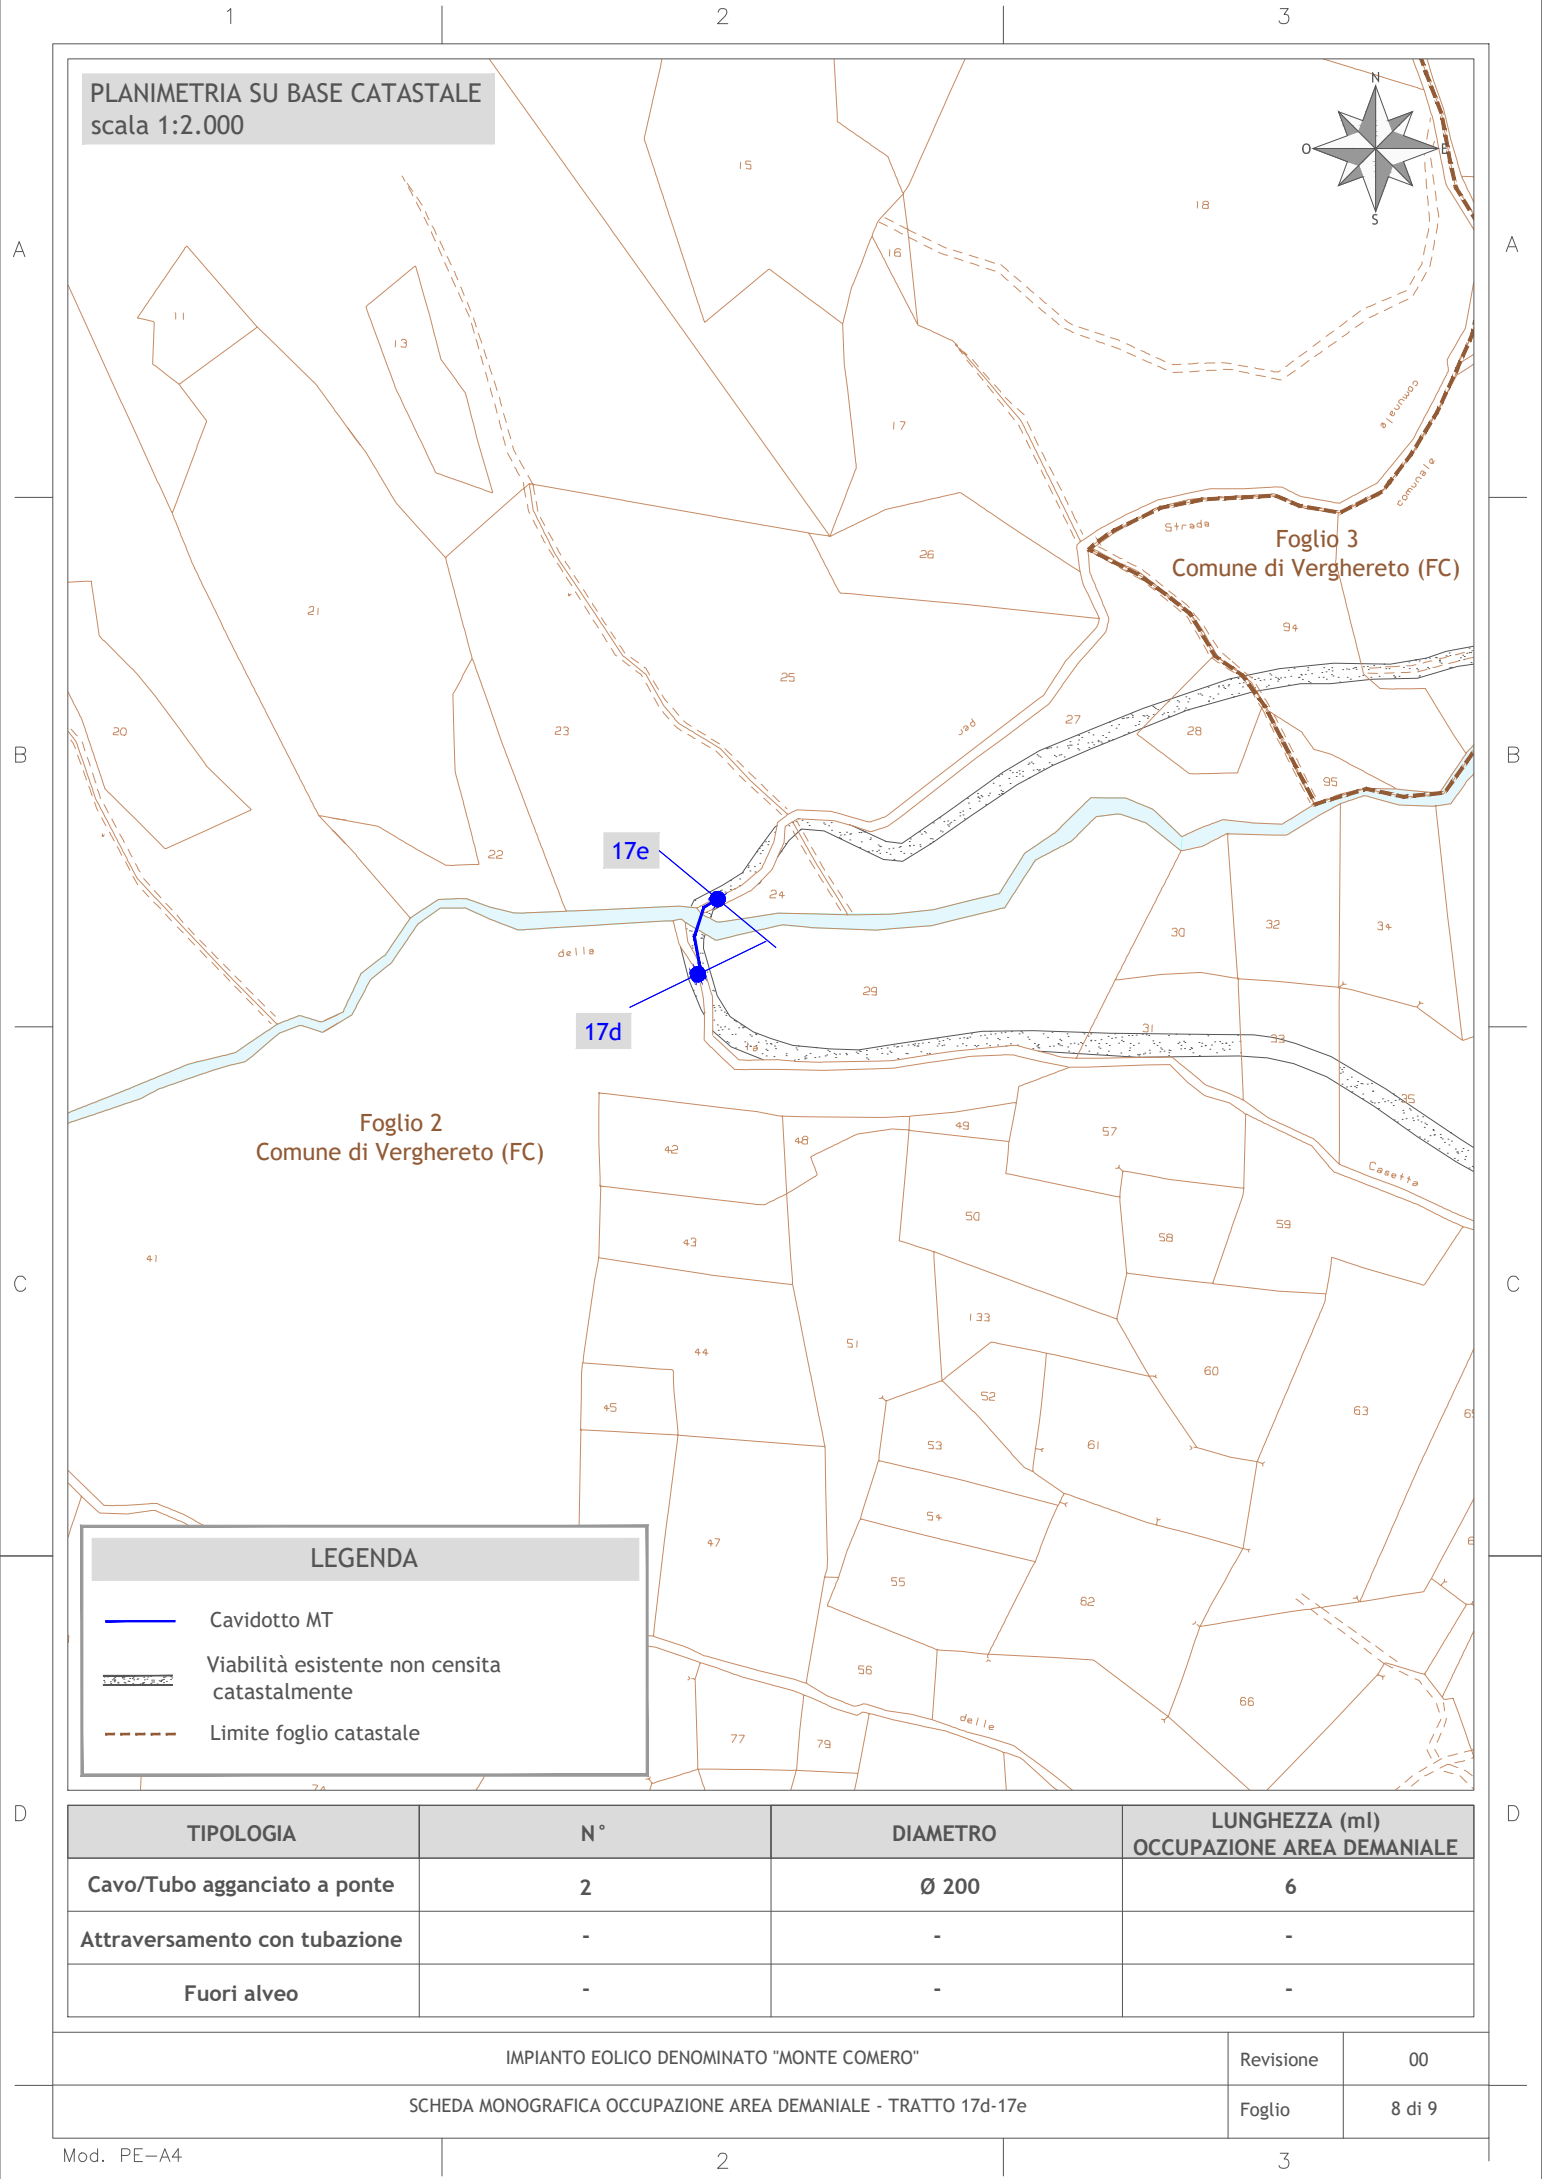 1
2
3
PLANIMETRIA SU BASE CATASTALE
scala 1:2.000
N
O
E
S
A
A
15
18
16
11
13
17
comunale
comunale
Strada
Foglio 3
Comune di Verghereto (FC)
26
21
94
25
20
23
27
28
B
B
95
22
17e
24
della
30
32
34
29
17d
31
33
35
Foglio 2
Comune di Verghereto (FC)
42
48
49
57
Casetta
50
59
58
43
41
C
C
133
44
51
60
45
52
63
53
61
54
47
55
62
56
66
delle
77
79
LEGENDA
Cavidotto MT
Viabilità esistente non censita
catastalmente
Limite foglio catastale
D
D
TIPOLOGIA N° DIAMETRO LUNGHEZZA (ml)
OCCUPAZIONE AREA DEMANIALE
Cavo/Tubo agganciato a ponte 2 Ø 200 6
Attraversamento con tubazione - - -
Fuori alveo - - -
IMPIANTO EOLICO DENOMINATO "MONTE COMERO" Revisione 00
SCHEDA MONOGRAFICA OCCUPAZIONE AREA DEMANIALE - TRATTO 17d-17e Foglio 8 di 9
Mod. PE-A4
2
3